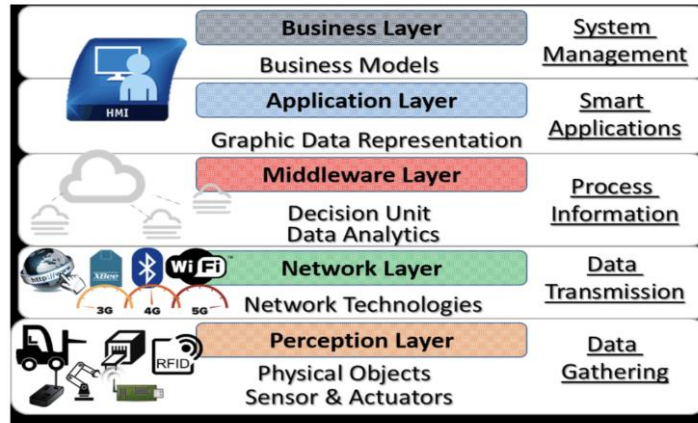 Business Layer
Business Models
System
Management
HMI
Application Layer
Graphic Data Representation
Smart
Applications
Middleware Layer
Decision Unit
Data Analytics
Process
Information
http://
XBee
WiFi™
3G
4G
5G
Network Layer
Network Technologies
Data
Transmission
RFID
Perception Layer
Physical Objects
Sensor & Actuators
Data
Gathering